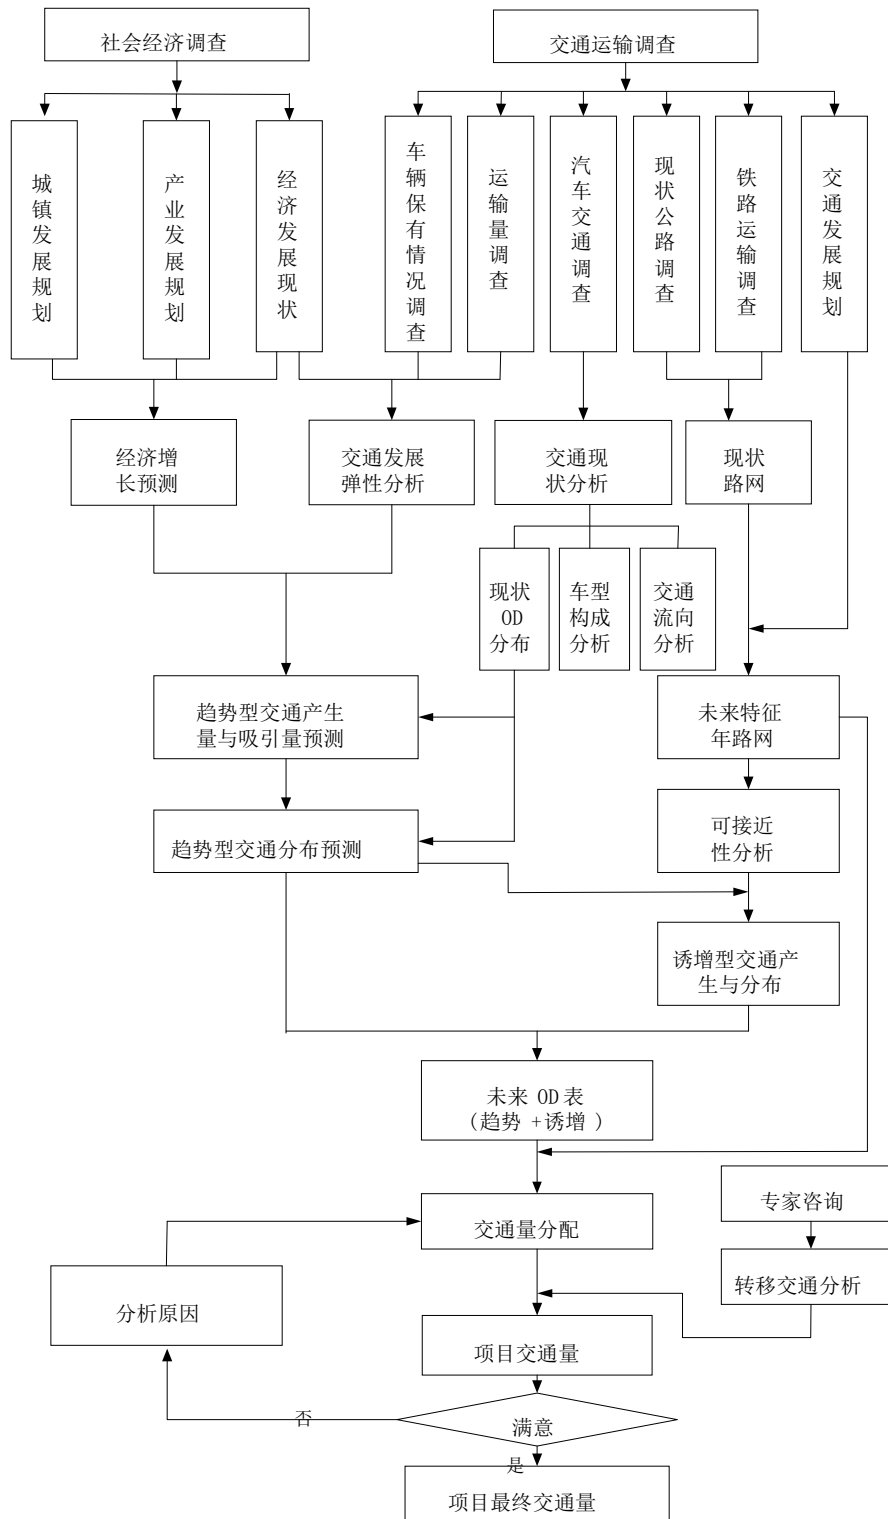 社会经济调查
交通运输调查
城镇发展规划
产业发展规划
经济发展现状
车辆保有情况调查
运输量调查
汽车交通调查
现状公路调查
铁路运输调查
交通发展规划
经济增
长预测
交通发展
弹性分析
交通现
状分析
现状
路网
现状
OD
分布
车型
构成
分析
交通
流向
分析
趋势型交通产生
量与吸引量预测
未来特征
年路网
趋势型交通分布预测
可接近
性分析
诱增型交通产
生与分布
未来 OD 表
(趋势 +诱增 )
专家咨询
交通量分配
转移交通分析
分析原因
项目交通量
否
满意
是
项目最终交通量